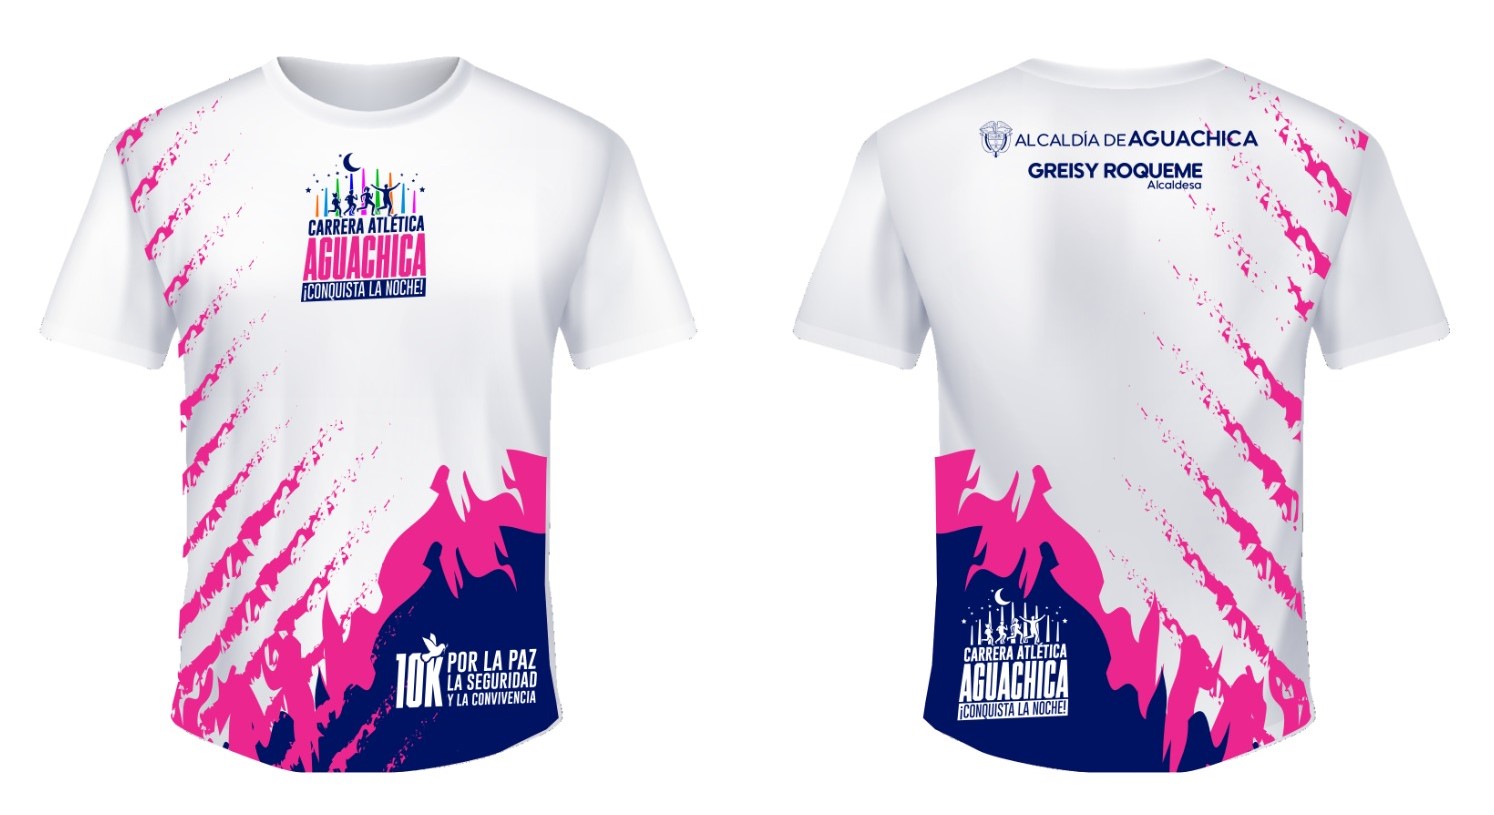 CARRERA ATLÉTICA
AGUACHICA
¡CONQUISTA LA NOCHE!
10K
POR LA PAZ
LA SEGURIDAD
Y LA CONVIVENCIA
ALCALDÍA DE AGUACHICA
GREISY ROQUEME
Alcaldesa
CARRERA ATLÉTICA
AGUACHICA
¡CONQUISTA LA NOCHE!